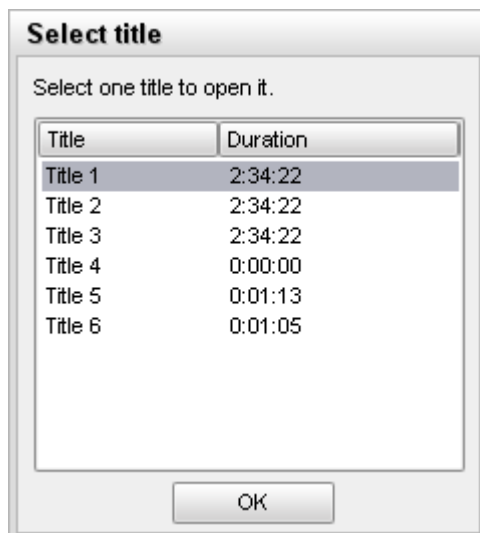 Select title
Select one title to open it.
Title Duration
Title 1 2:34:22
Title 2 2:34:22
Title 3 2:34:22
Title 4 0:00:00
Title 5 0:01:13
Title 6 0:01:05
OK